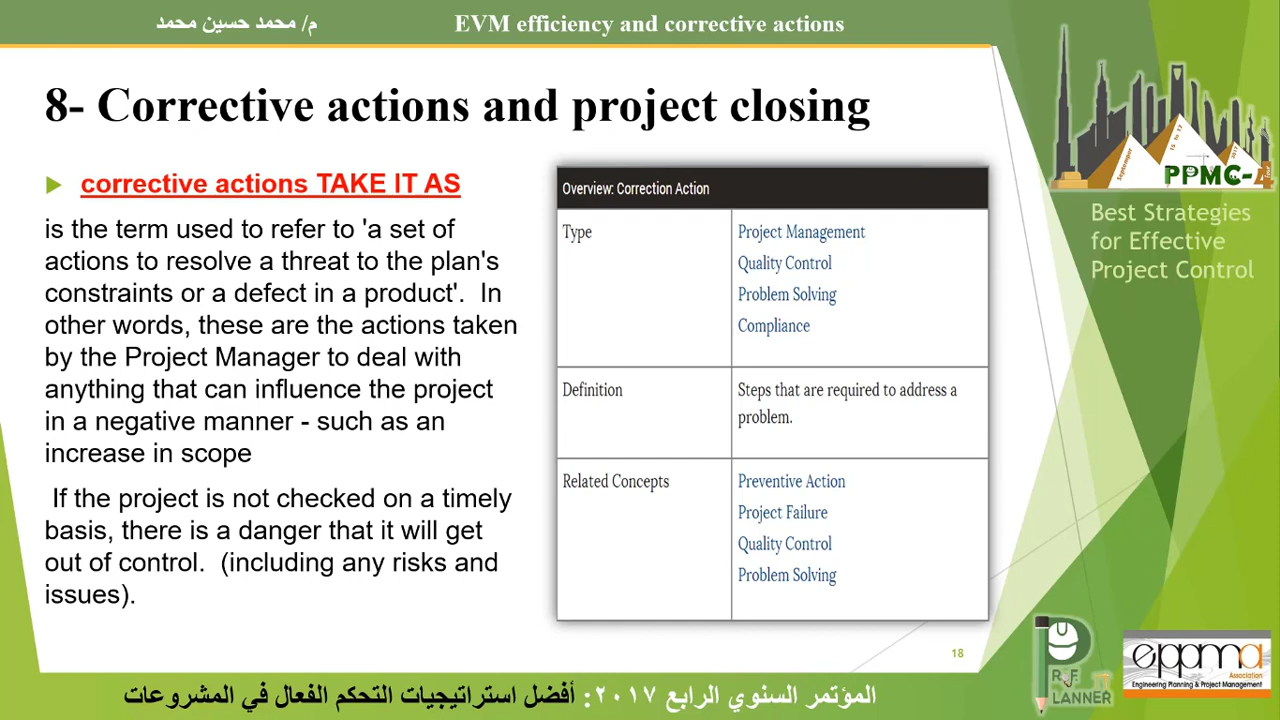 م/ محمد حسين محمد
EVM efficiency and corrective actions
8- Corrective actions and project closing
corrective actions TAKE IT AS
is the term used to refer to 'a set of
actions to resolve a threat to the plan's
constraints or a defect in a product'. In
other words, these are the actions taken
by the Project Manager to deal with
anything that can influence the project
in a negative manner - such as an
increase in scope
If the project is not checked on a timely
basis, there is a danger that it will get
out of control. (including any risks and
issues).
Overview: Correction Action
Type
Project Management
Quality Control
Problem Solving
Compliance
Definition
Steps that are required to address a
problem.
Related Concepts
Preventive Action
Project Failure
Quality Control
Problem Solving
September
15 to 17
2017
PPMC-4
Best Strategies
for Effective
Project Control
18
PLANNER
eppma
Association
Engineering Planning & Project Management
المؤتمر السنوي الرابع ٢٠١٧: أفضل استراتيجيات التحكم الفعال في المشروعات